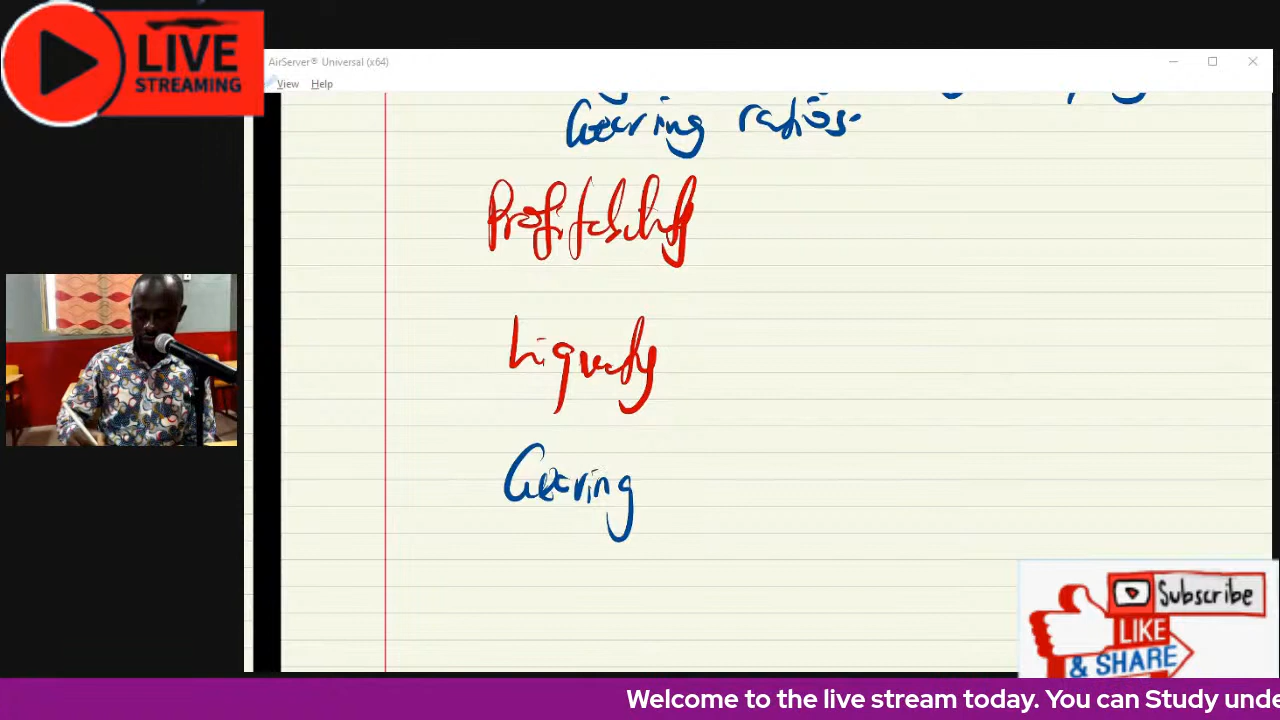 LIVE
STREAMING
AirServer® Universal (x64)
View Help
Gearing ratios.
Profitability
Liquidity
Gearing
Subscribe
LIKE
& SHARE
Welcome to the live stream today. You can Study unde